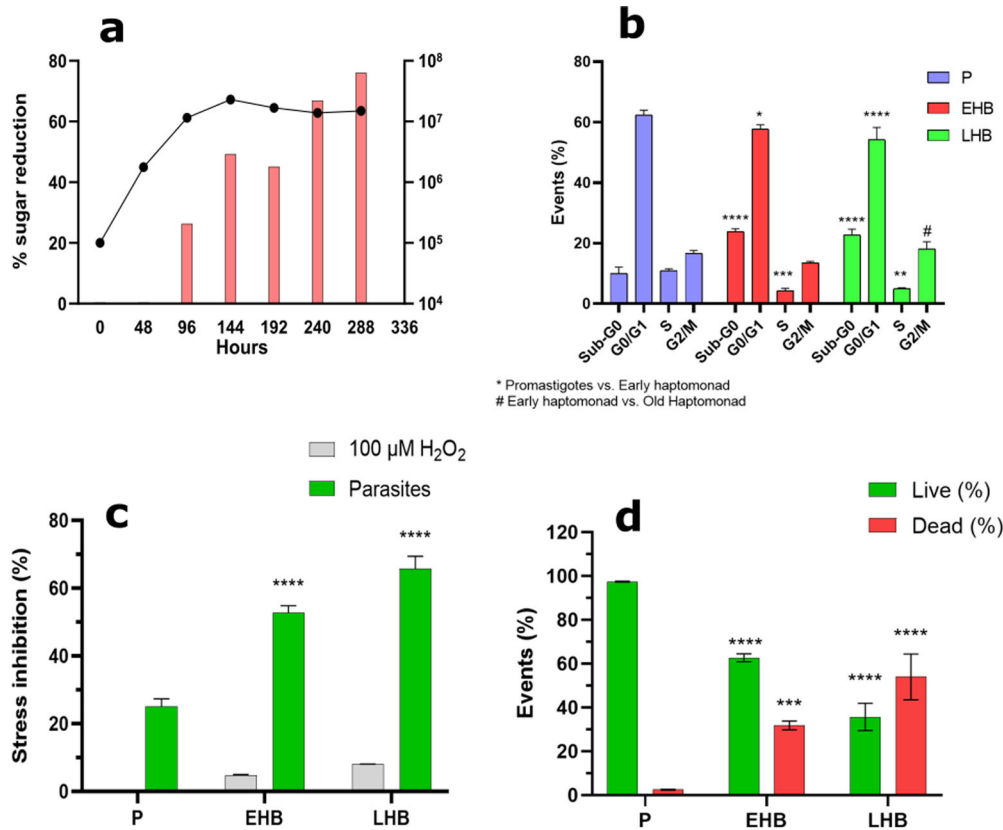 a
% sugar reduction
80
60
40
20
0
10⁸
10⁷
10⁶
10⁵
10⁴
0 48 96 144 192 240 288 336
Hours
b
P
EHB
LHB
Events (%)
80
60
40
20
0
* ****
**** ****
*** ** #
Sub-G0 G0/G1 S G2/M Sub-G0 G0/G1 S G2/M Sub-G0 G0/G1 S G2/M
* Promastigotes vs. Early haptomonad
# Early haptomonad vs. Old Haptomonad
100 µM H₂O₂
Parasites
c
Stress inhibition (%)
80
60
40
20
0
**** ****
P EHB LHB
Live (%)
Dead (%)
d
Events (%)
120
100
80
60
40
20
0
**** *** **** ****
P EHB LHB